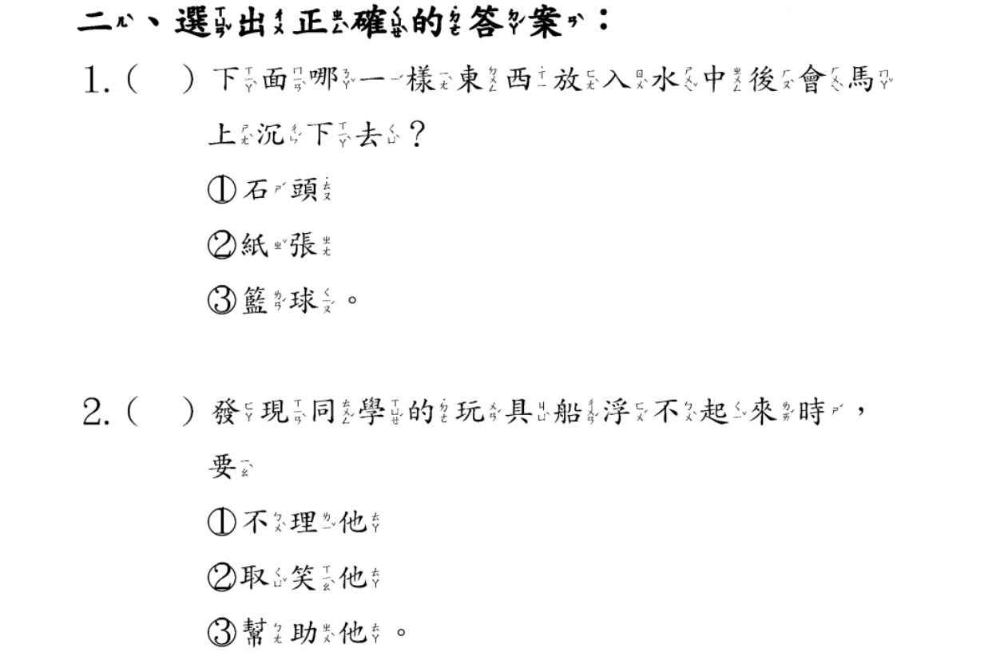 二、選出正確的答案：
1.（　）下面哪一樣東西放入水中後會馬
上沉下去？
①石頭
②紙張
③籃球。
2.（　）發現同學的玩具船浮不起來時，
要
①不理他
②取笑他
③幫助他。